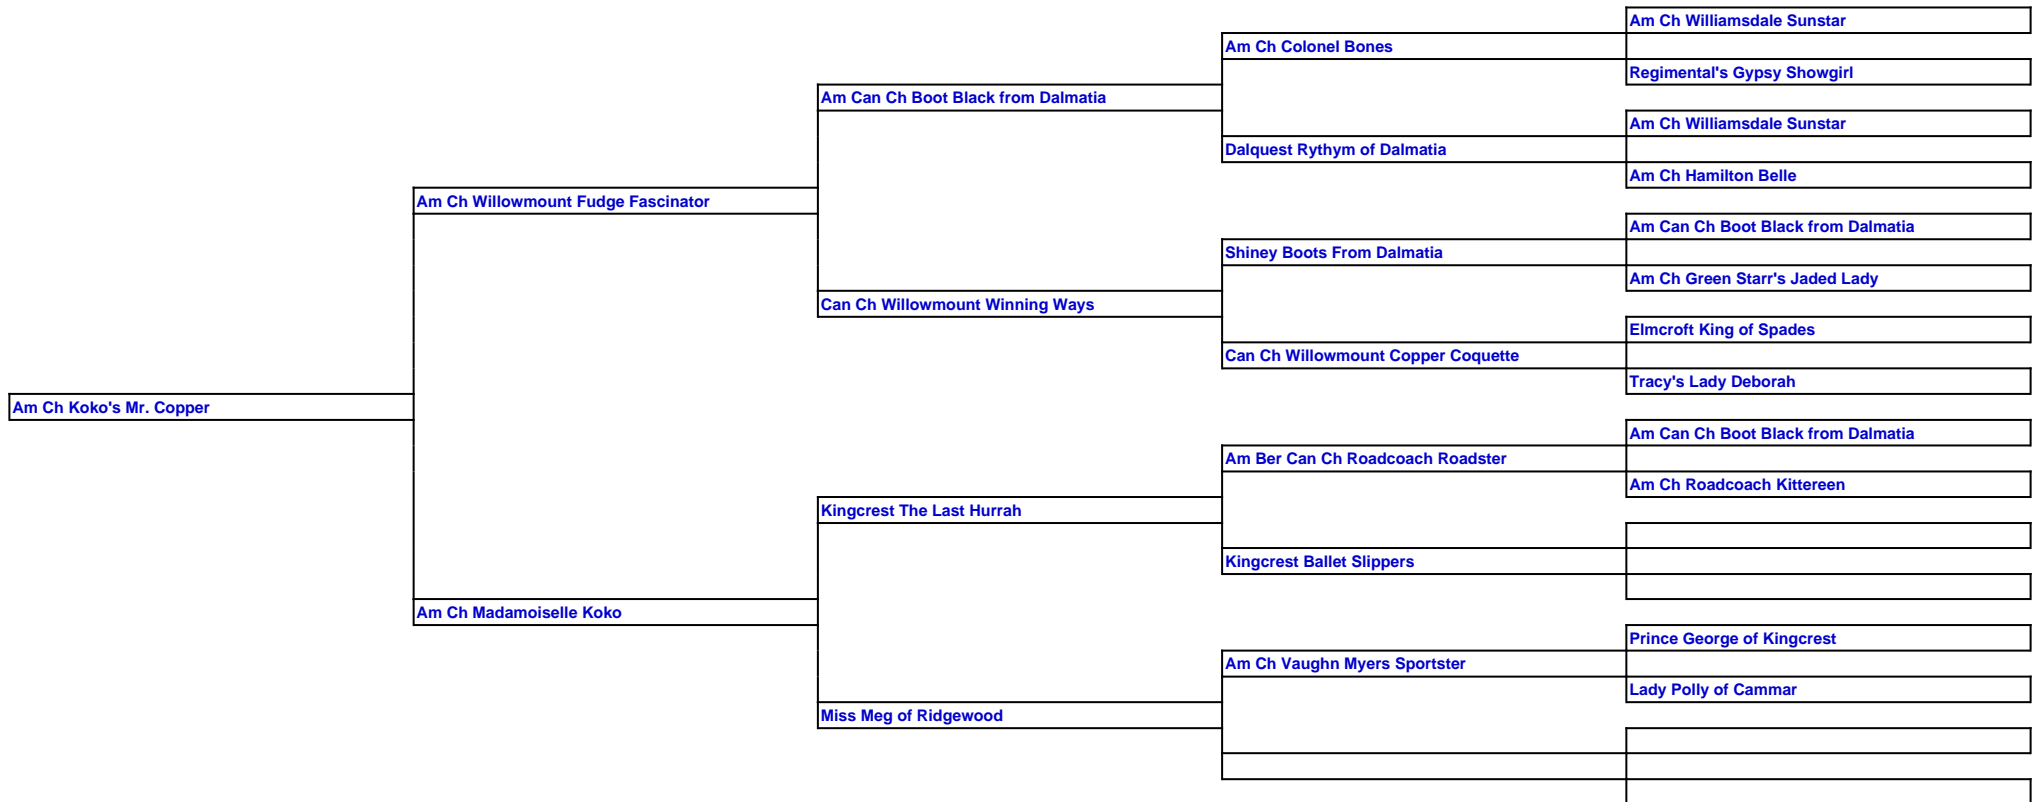 Am Ch Williamsdale Sunstar
Am Ch Colonel Bones
Regimental's Gypsy Showgirl
Am Can Ch Boot Black from Dalmatia
Am Ch Williamsdale Sunstar
Dalquest Rythym of Dalmatia
Am Ch Hamilton Belle
Am Ch Willowmount Fudge Fascinator
Am Can Ch Boot Black from Dalmatia
Shiney Boots From Dalmatia
Am Ch Green Starr's Jaded Lady
Can Ch Willowmount Winning Ways
Elmcroft King of Spades
Can Ch Willowmount Copper Coquette
Tracy's Lady Deborah
Am Ch Koko's Mr. Copper
Am Can Ch Boot Black from Dalmatia
Am Ber Can Ch Roadcoach Roadster
Am Ch Roadcoach Kittereen
Kingcrest The Last Hurrah
Kingcrest Ballet Slippers
Am Ch Madamoiselle Koko
Prince George of Kingcrest
Am Ch Vaughn Myers Sportster
Lady Polly of Cammar
Miss Meg of Ridgewood